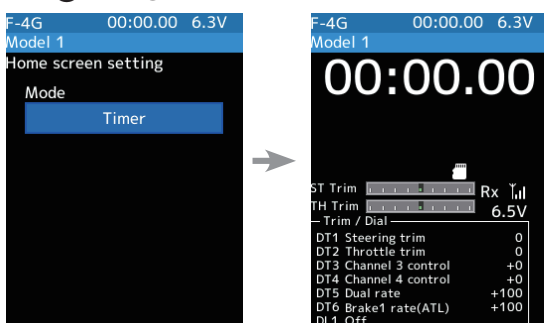 F-4G 00:00.00 6.3V
Model 1
Home screen setting
Mode
Timer
F-4G 00:00.00 6.3V
Model 1
00:00.00
ST Trim Rx
TH Trim 6.5V
Trim / Dial
DT1 Steering trim 0
DT2 Throttle trim 0
DT3 Channel 3 control +0
DT4 Channel 4 control +0
DT5 Dual rate +100
DT6 Brake1 rate(ATL) +100
DL1 Off